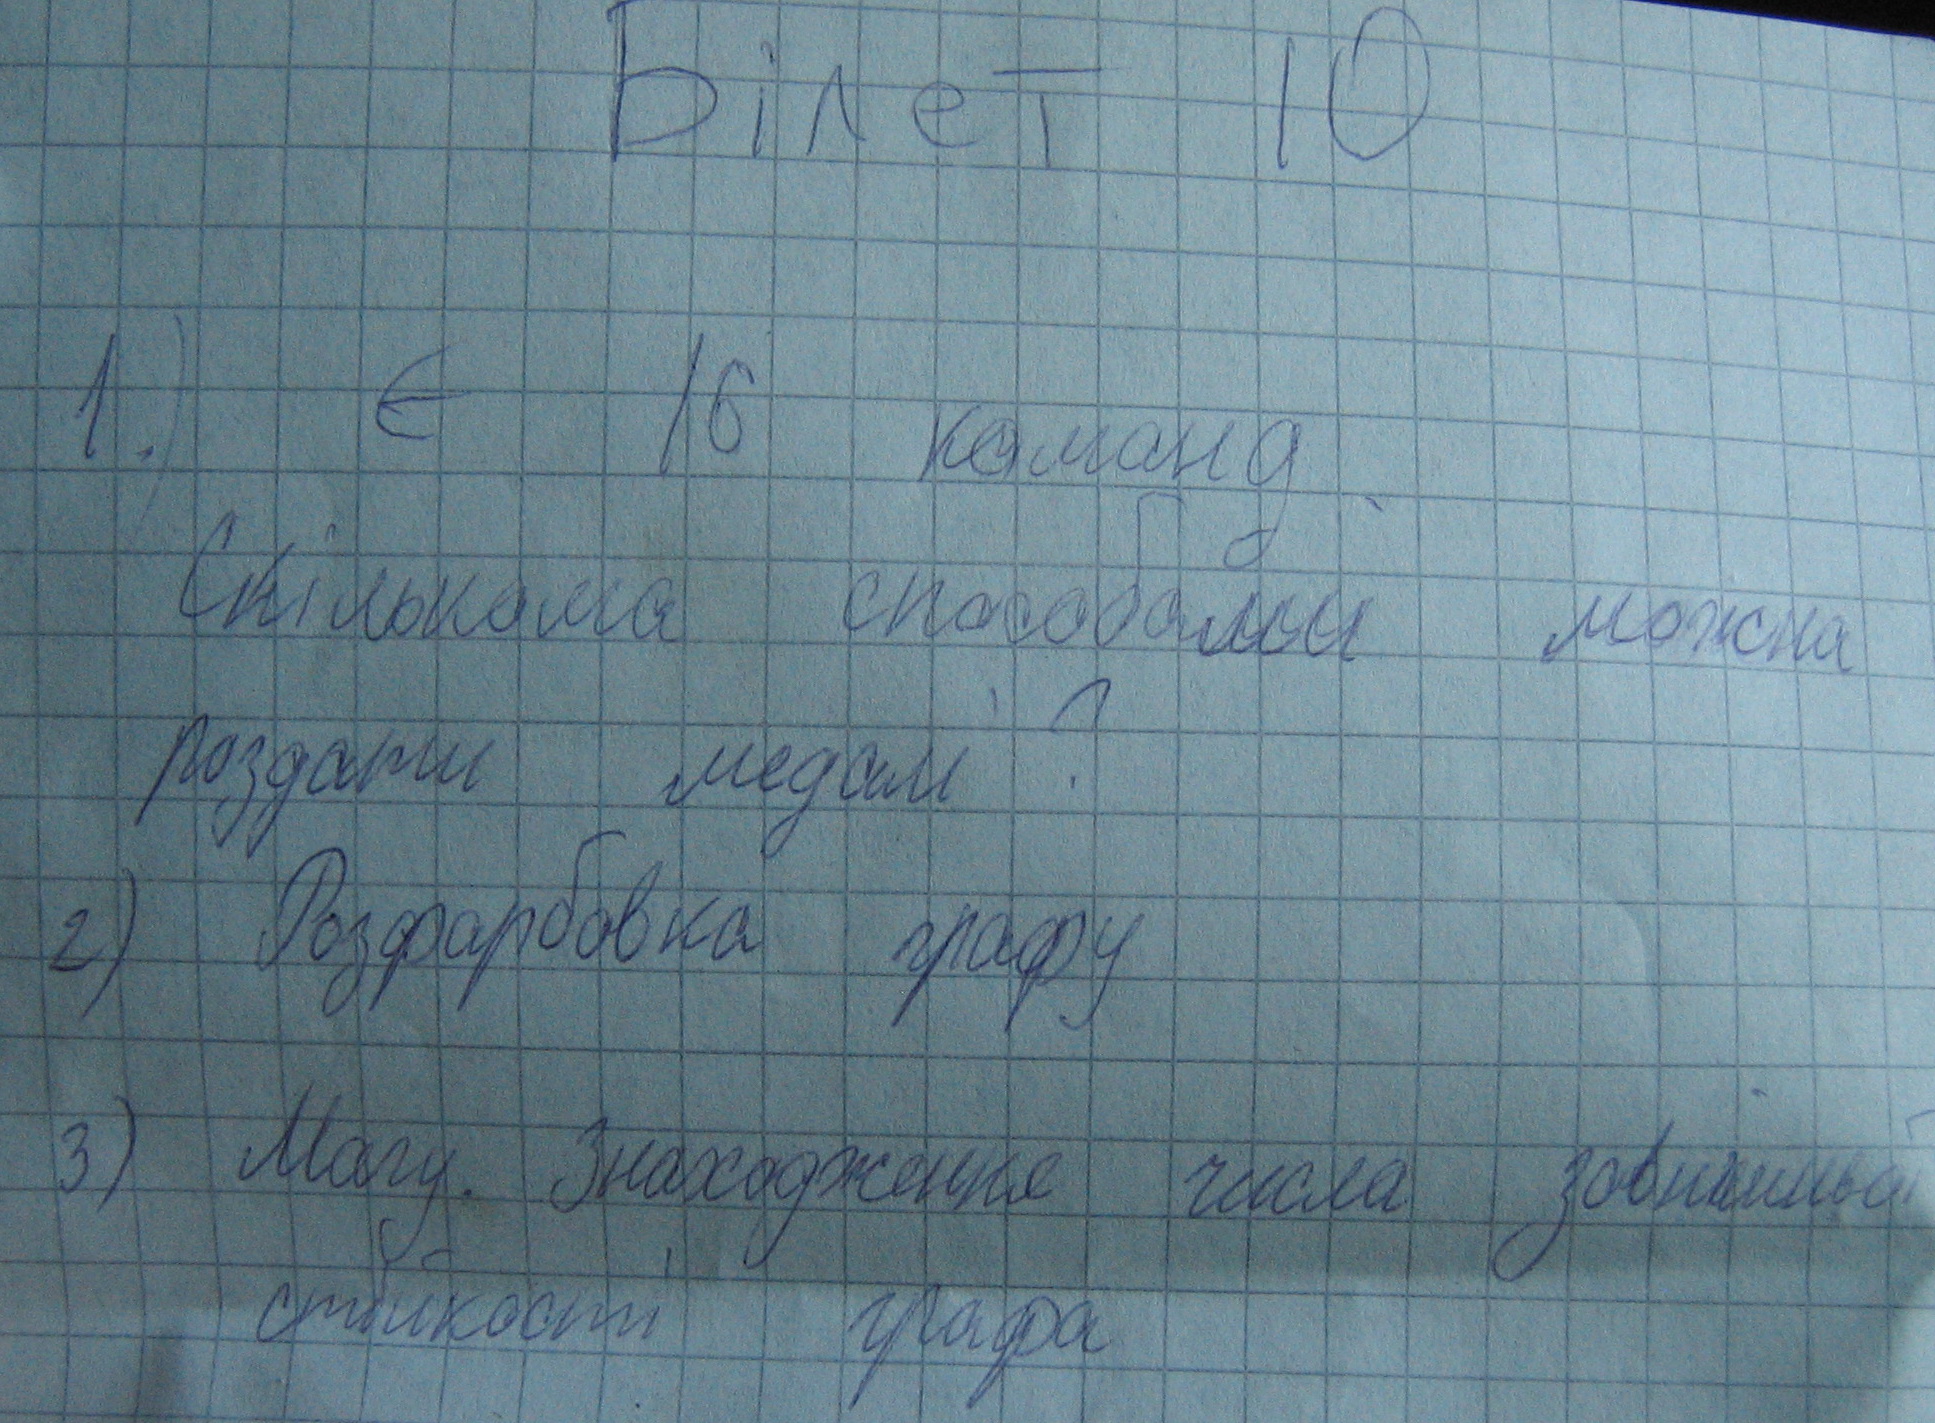 Білет 10
1.) Є 16 команд
Скількома способами можна
роздати медалі?
2) Розфарбовка графу
3) Магу. Знаходження числа зовнішньої
стійкості графа